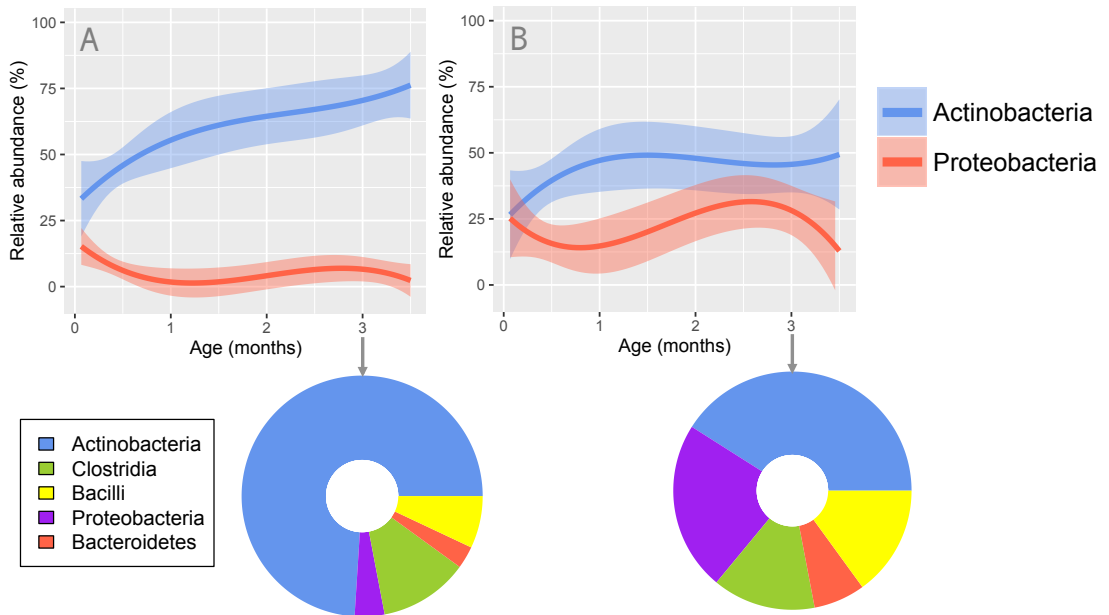 A
100
75
50
25
0
Relative abundance (%)
0 1 2 3
Age (months)
B
100
75
50
25
0
Relative abundance (%)
0 1 2 3
Age (months)
Actinobacteria
Proteobacteria
Actinobacteria
Clostridia
Bacilli
Proteobacteria
Bacteroidetes